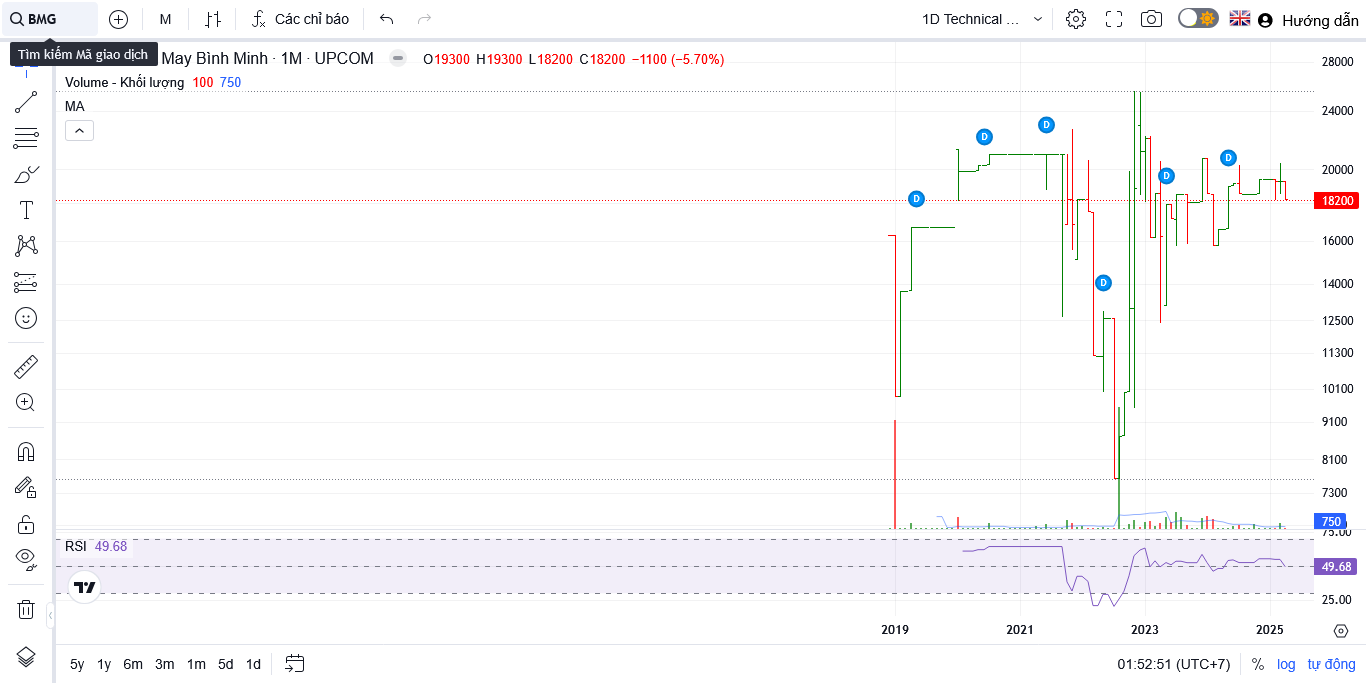 BMG M Các chỉ báo 1D Technical ... Hướng dẫn
Tìm kiếm Mã giao dịch
May Bình Minh · 1M · UPCOM O19300 H19300 L18200 C18200 −1100 (−5.70%)
Volume - Khối lượng 100 750
MA
D
D
D
D
D
D
28000
24000
20000
18200
16000
14000
12500
11300
10100
9100
8100
7300
750
75.00
RSI 49.68
49.68
25.00
2019 2021 2023 2025
5y 1y 6m 3m 1m 5d 1d 01:52:51 (UTC+7) % log tự động